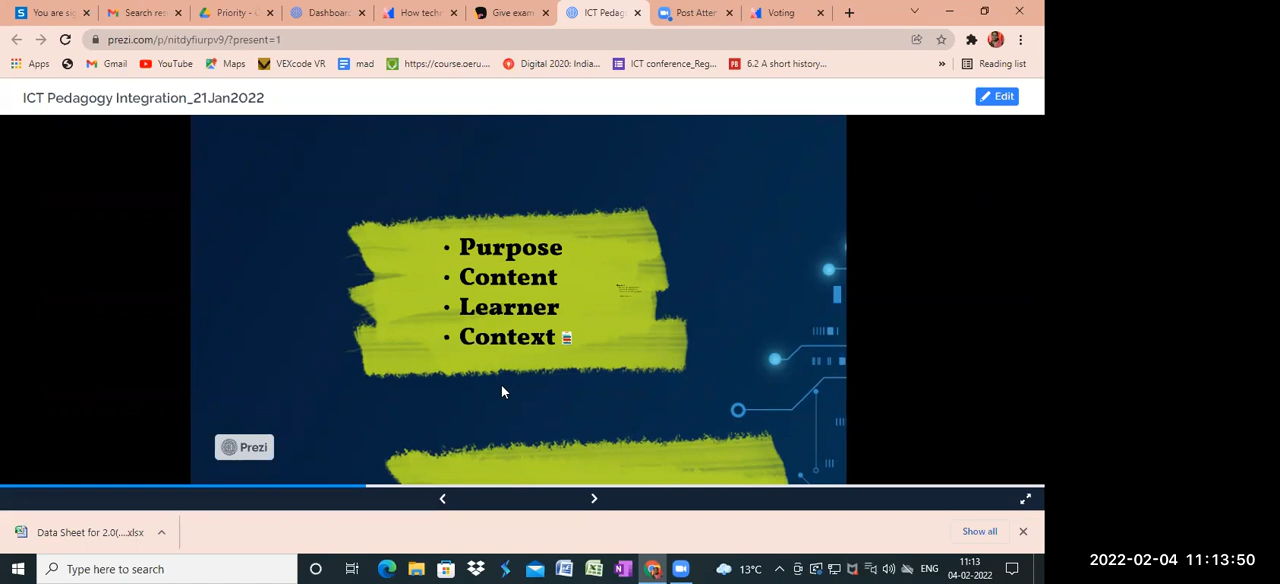 You are sig
Search res
Priority - C
Dashboard
How techn
Give exam
ICT Pedag
Post Atten
Voting
prezi.com/p/nitdyfiurpv9/?present=1
Apps
Gmail
YouTube
Maps
VEXcode VR
mad
https://course.oeru....
Digital 2020: India...
ICT conference_Reg...
6.2 A short history...
»
Reading list
ICT Pedagogy Integration_21Jan2022
Edit
• Purpose
• Content
• Learner
• Context
Prezi
Data Sheet for 2.0(....xlsx
Show all
Type here to search
13°C
ENG
11:13
04-02-2022
2022-02-04 11:13:50